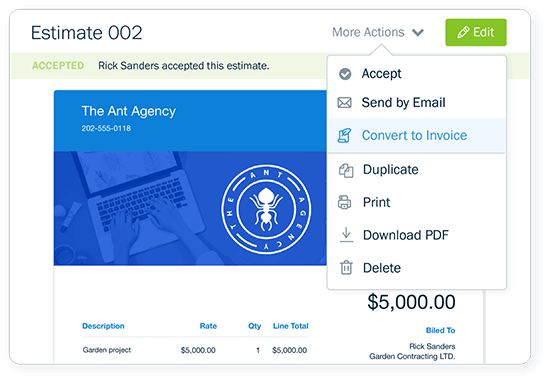 Estimate 002
More Actions
Edit
ACCEPTED Rick Sanders accepted this estimate.
Accept
Send by Email
Convert to Invoice
Duplicate
Print
Download PDF
Delete
The Ant Agency
202-555-0118
THE ANT AGENCY
$5,000.00
Description Rate Qty Line Total
Billed To
Garden project $5,000.00 1 $5,000.00
Rick Sanders
Garden Contracting LTD.